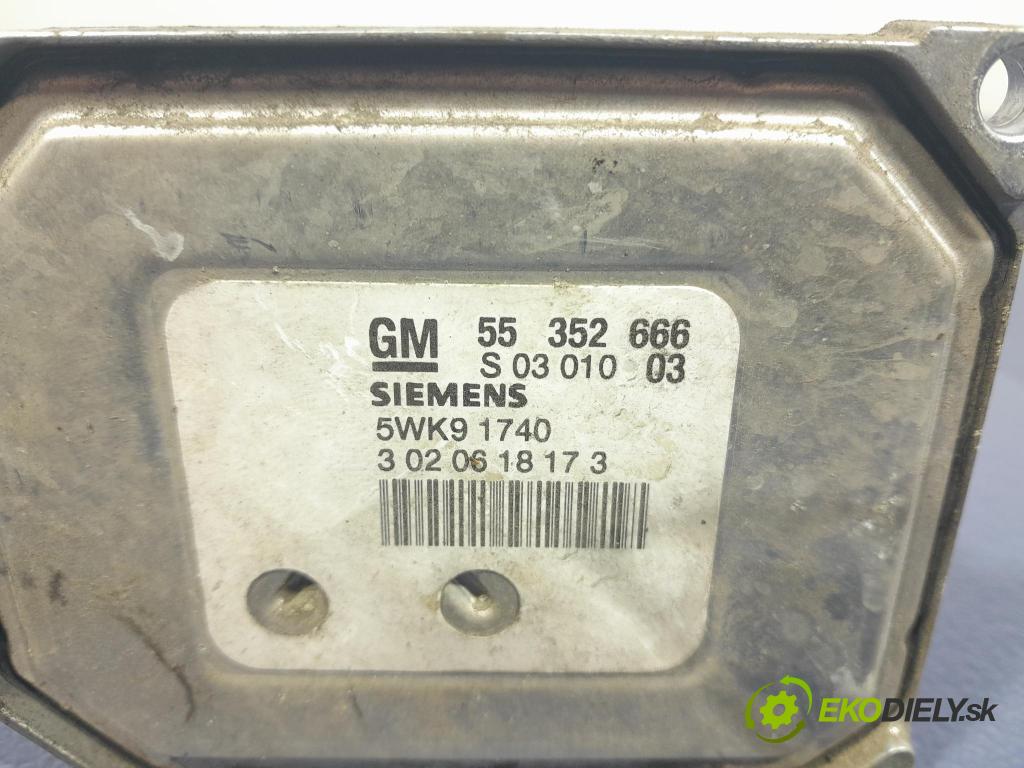 GM 55 352 666
S 03 010 03
SIEMENS
5WK9 1740
3 02 06 18 17 3
EKODIELY.sk